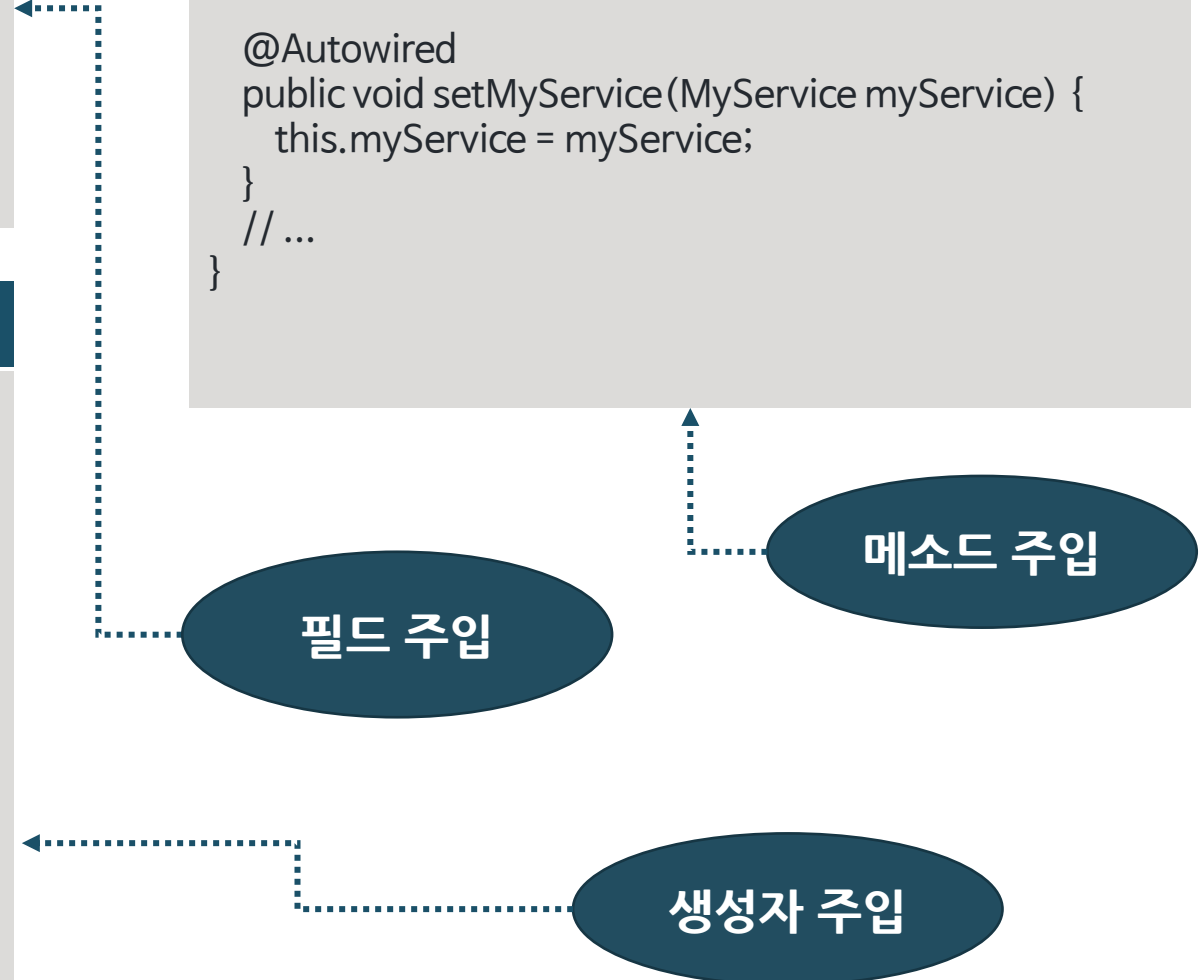 @Autowired
public void setMyService(MyService myService) {
this.myService = myService;
}
// ...
}
메소드 주입
필드 주입
생성자 주입